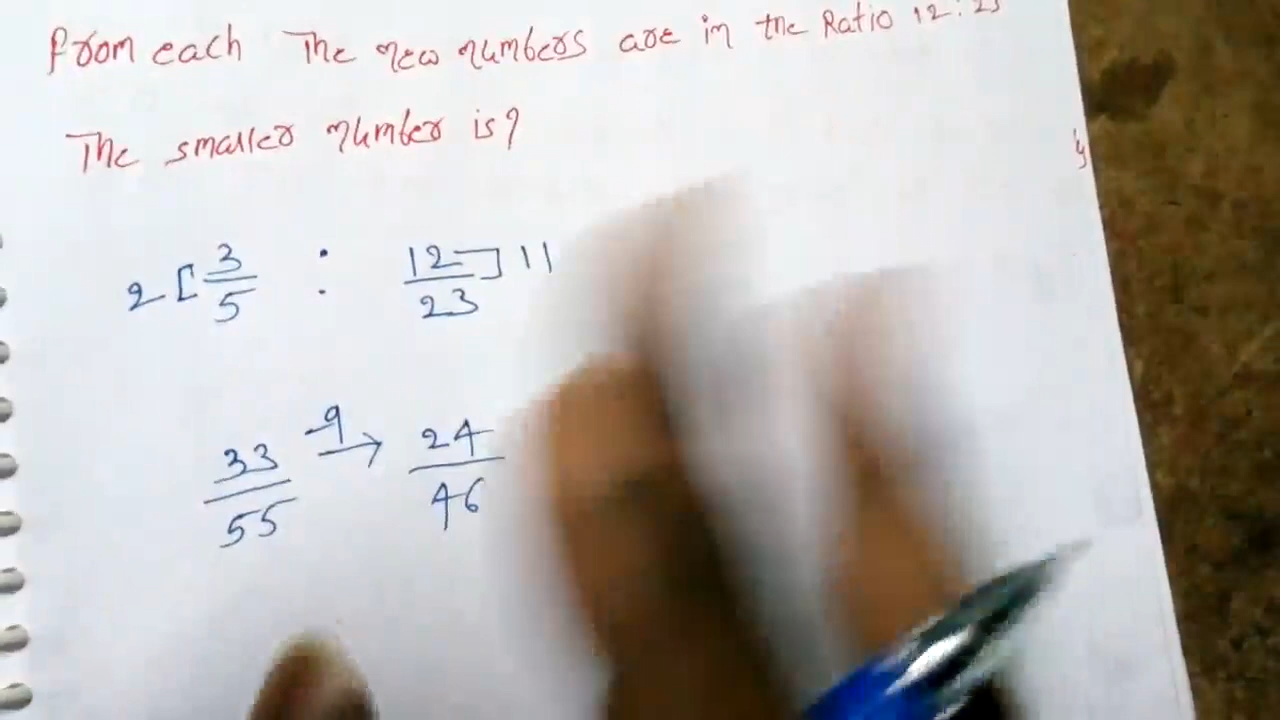 from each The new numbers are in the Ratio 12:23
The smaller number is?
2[3/5 : 12/23]11
33/55 -9→ 24/46